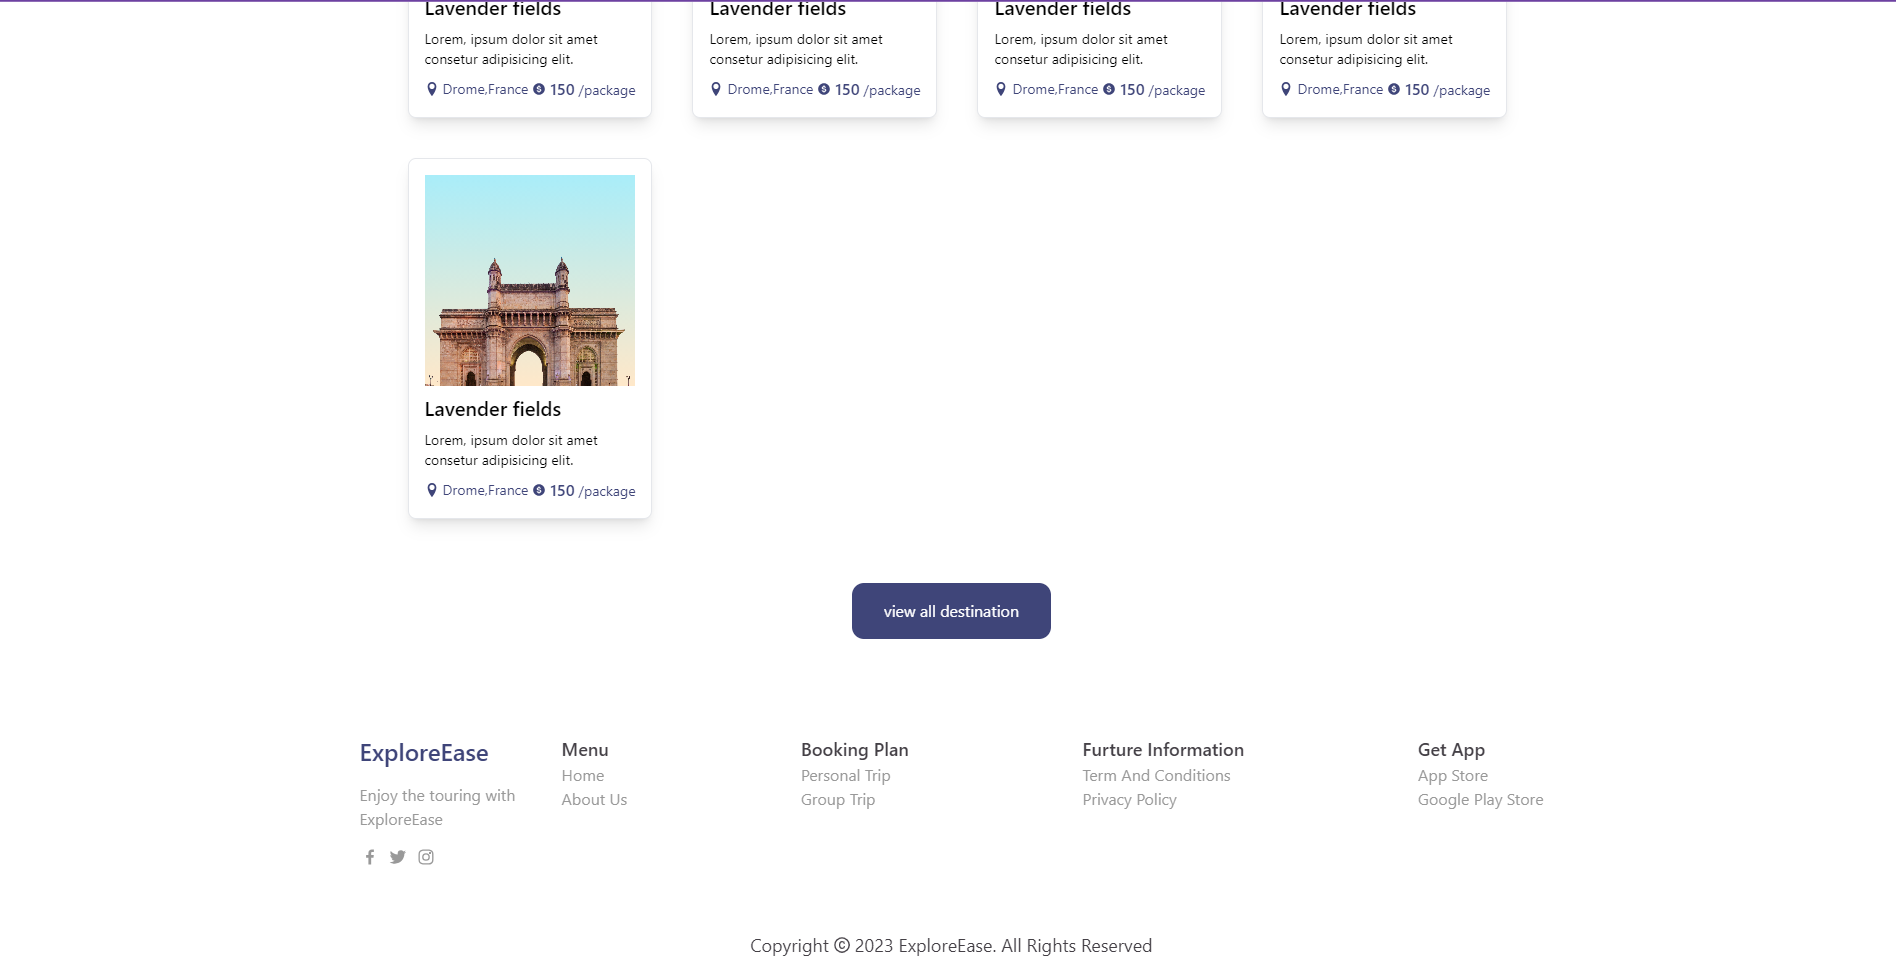 Lavender fields
Lorem, ipsum dolor sit amet
consetur adipisicing elit.
Drome,France 150 /package
Lavender fields
Lorem, ipsum dolor sit amet
consetur adipisicing elit.
Drome,France 150 /package
Lavender fields
Lorem, ipsum dolor sit amet
consetur adipisicing elit.
Drome,France 150 /package
Lavender fields
Lorem, ipsum dolor sit amet
consetur adipisicing elit.
Drome,France 150 /package
Lavender fields
Lorem, ipsum dolor sit amet
consetur adipisicing elit.
Drome,France 150 /package
view all destination
ExploreEase
Enjoy the touring with
ExploreEase
Menu
Home
About Us
Booking Plan
Personal Trip
Group Trip
Furture Information
Term And Conditions
Privacy Policy
Get App
App Store
Google Play Store
Copyright © 2023 ExploreEase. All Rights Reserved